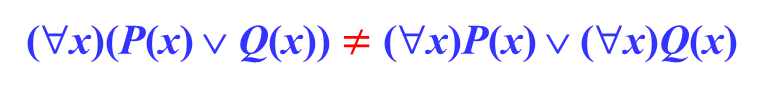 (∀x)(P(x) ∨ Q(x)) ≠ (∀x)P(x) ∨ (∀x)Q(x)